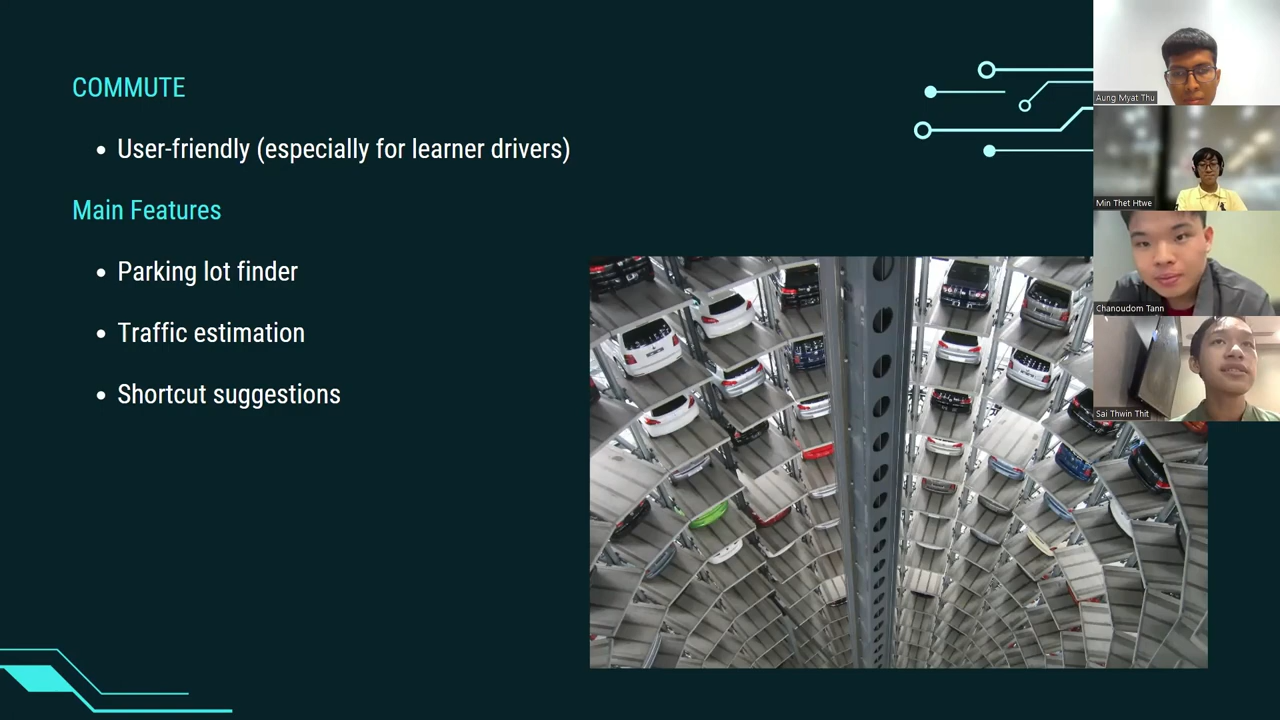 COMMUTE
User-friendly (especially for learner drivers)
Main Features
Parking lot finder
Traffic estimation
Shortcut suggestions
Aung Myat Thu
Min Thet Htwe
Chanoudom Tann
Sai Thwin Thit